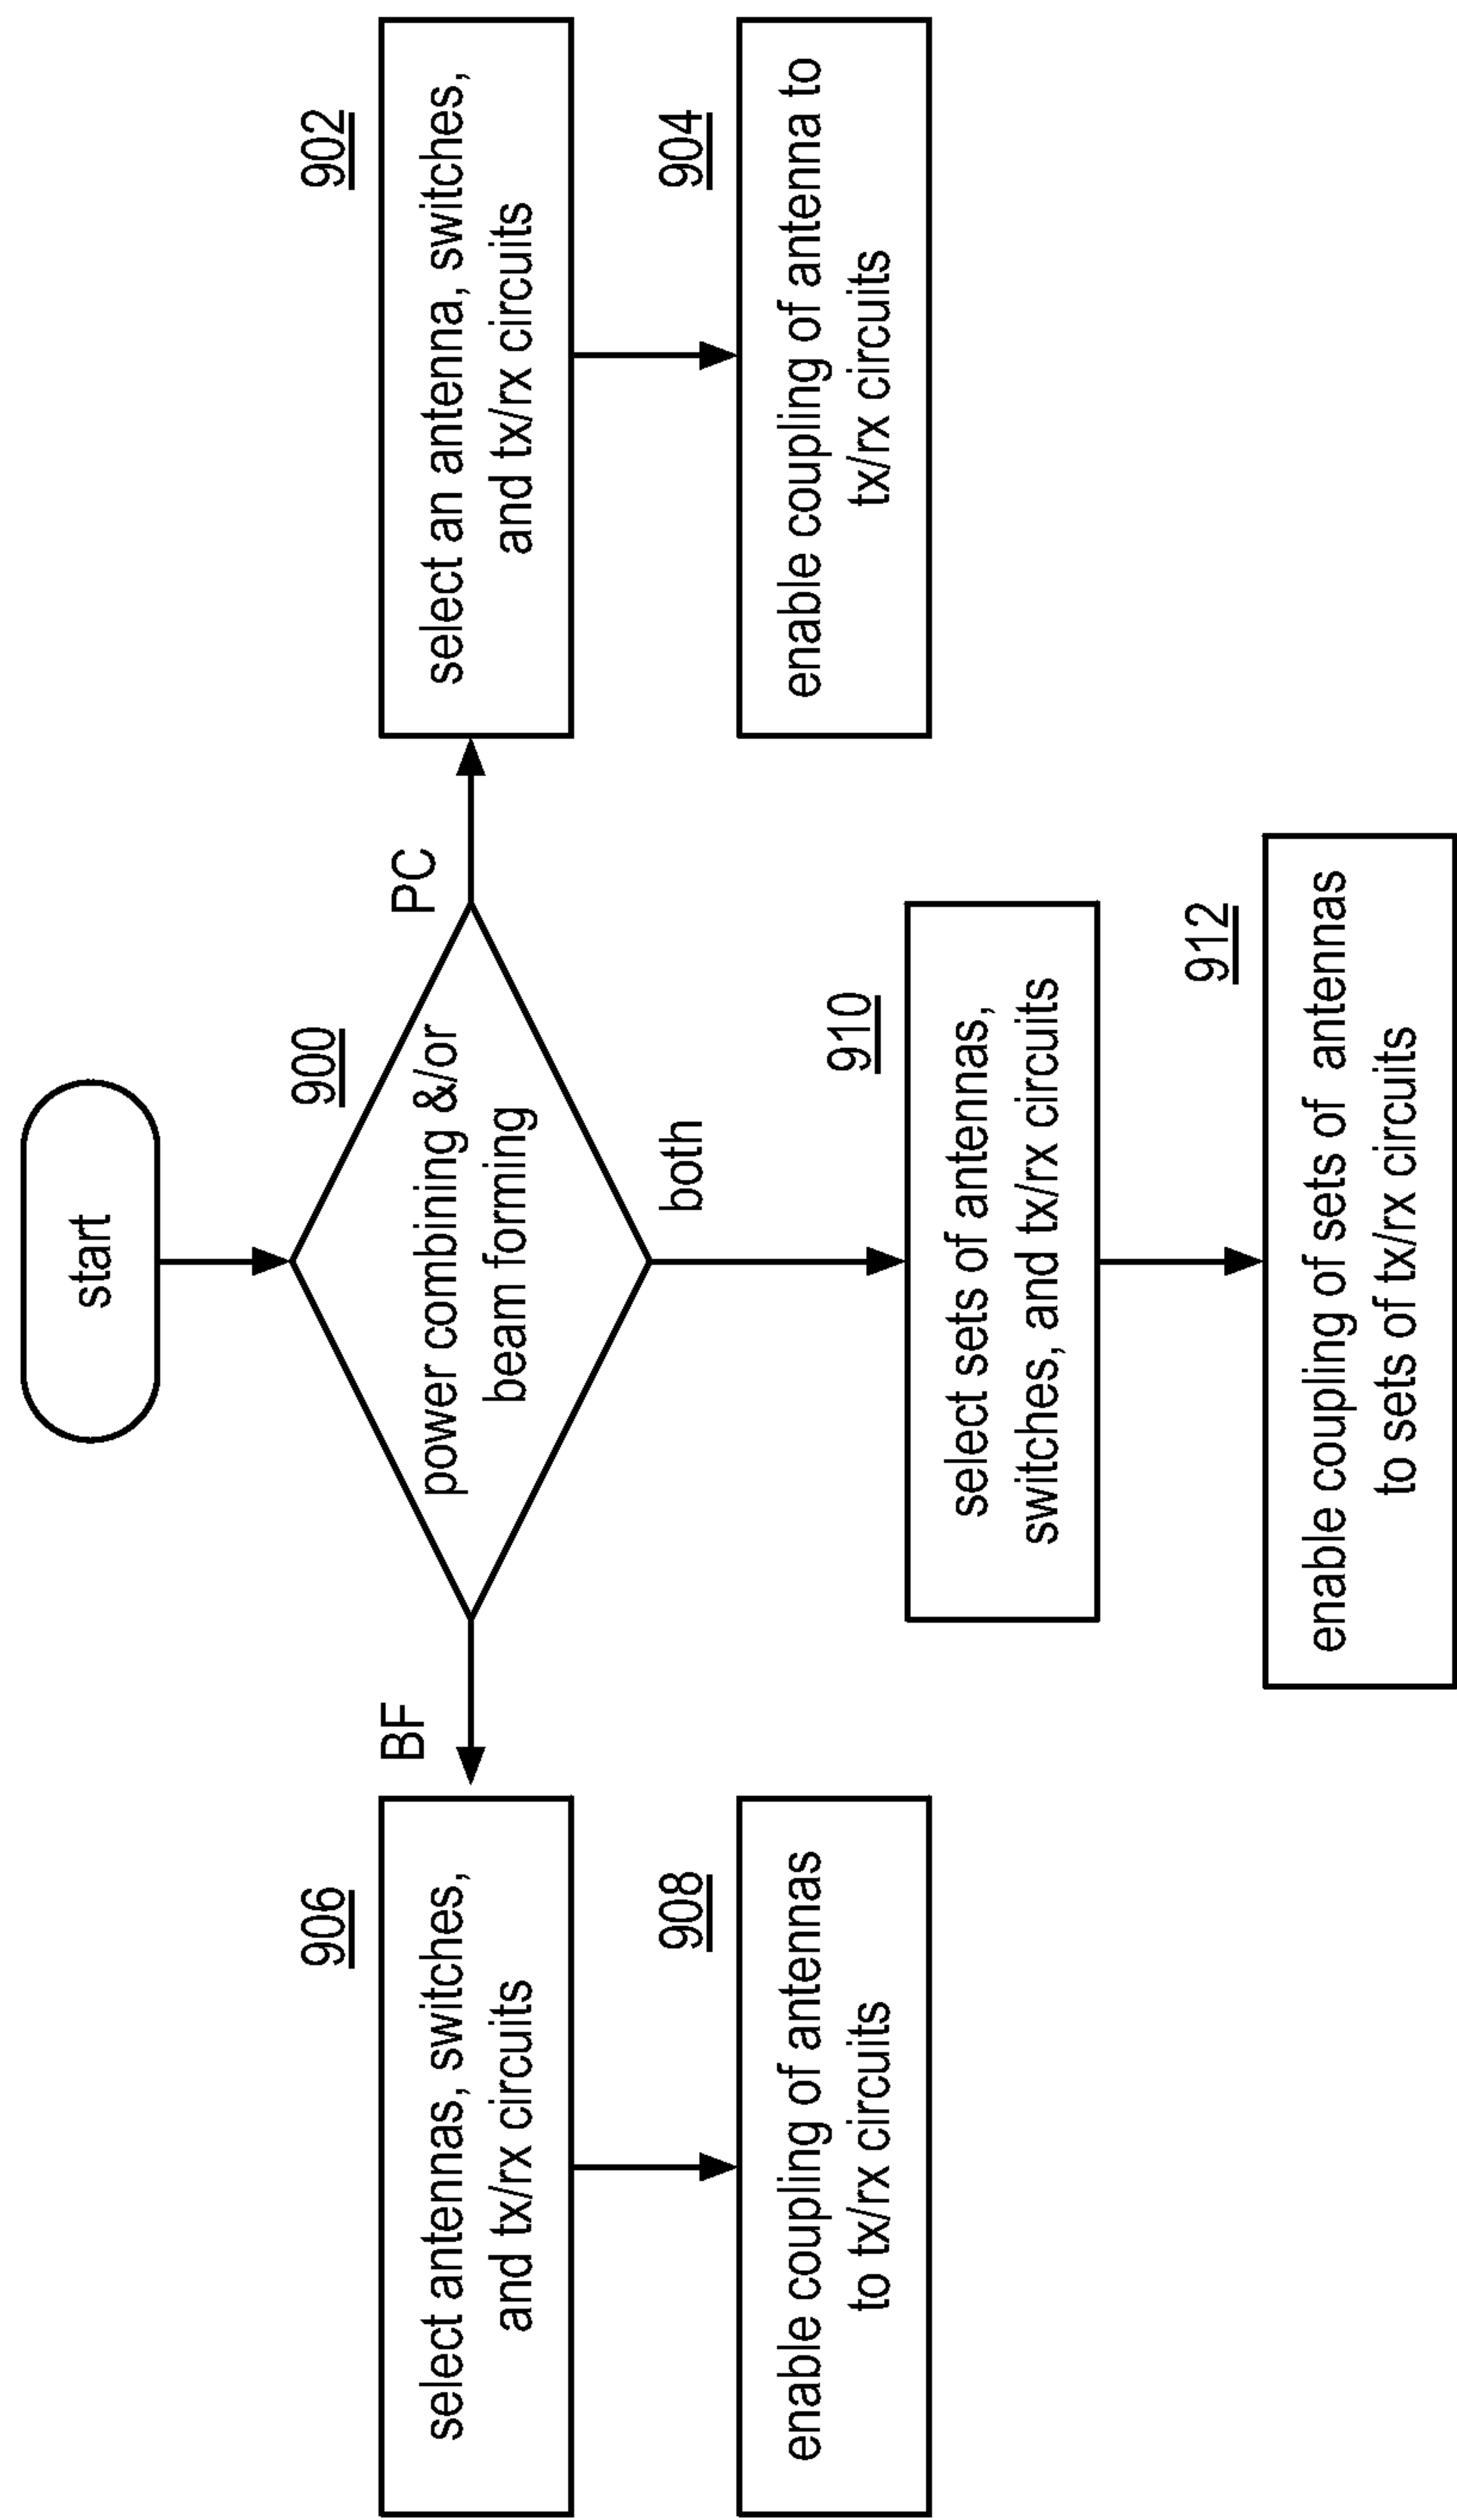 start
900
power combining &/or
beam forming
BF
PC
both
906
select antennas, switches,
and tx/rx circuits
908
enable coupling of antennas
to tx/rx circuits
902
select an antenna, switches,
and tx/rx circuits
904
enable coupling of antenna to
tx/rx circuits
910
select sets of antennas,
switches, and tx/rx circuits
912
enable coupling of sets of antennas
to sets of tx/rx circuits